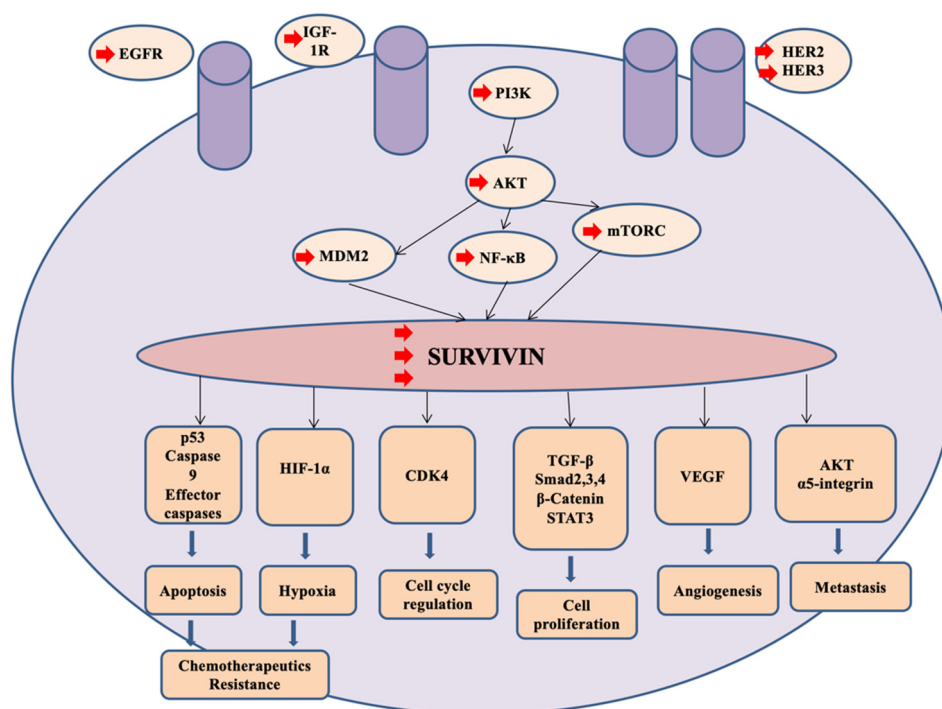 EGFR
IGF-
1R
HER2
HER3
PI3K
AKT
MDM2
NF-κB
mTORC
SURVIVIN
p53
Caspase
9
Effector
caspases
HIF-1α
CDK4
TGF-β
Smad2,3,4
β-Catenin
STAT3
VEGF
AKT
α5-integrin
Apoptosis
Hypoxia
Cell cycle
regulation
Cell
proliferation
Angiogenesis
Metastasis
Chemotherapeutics
Resistance